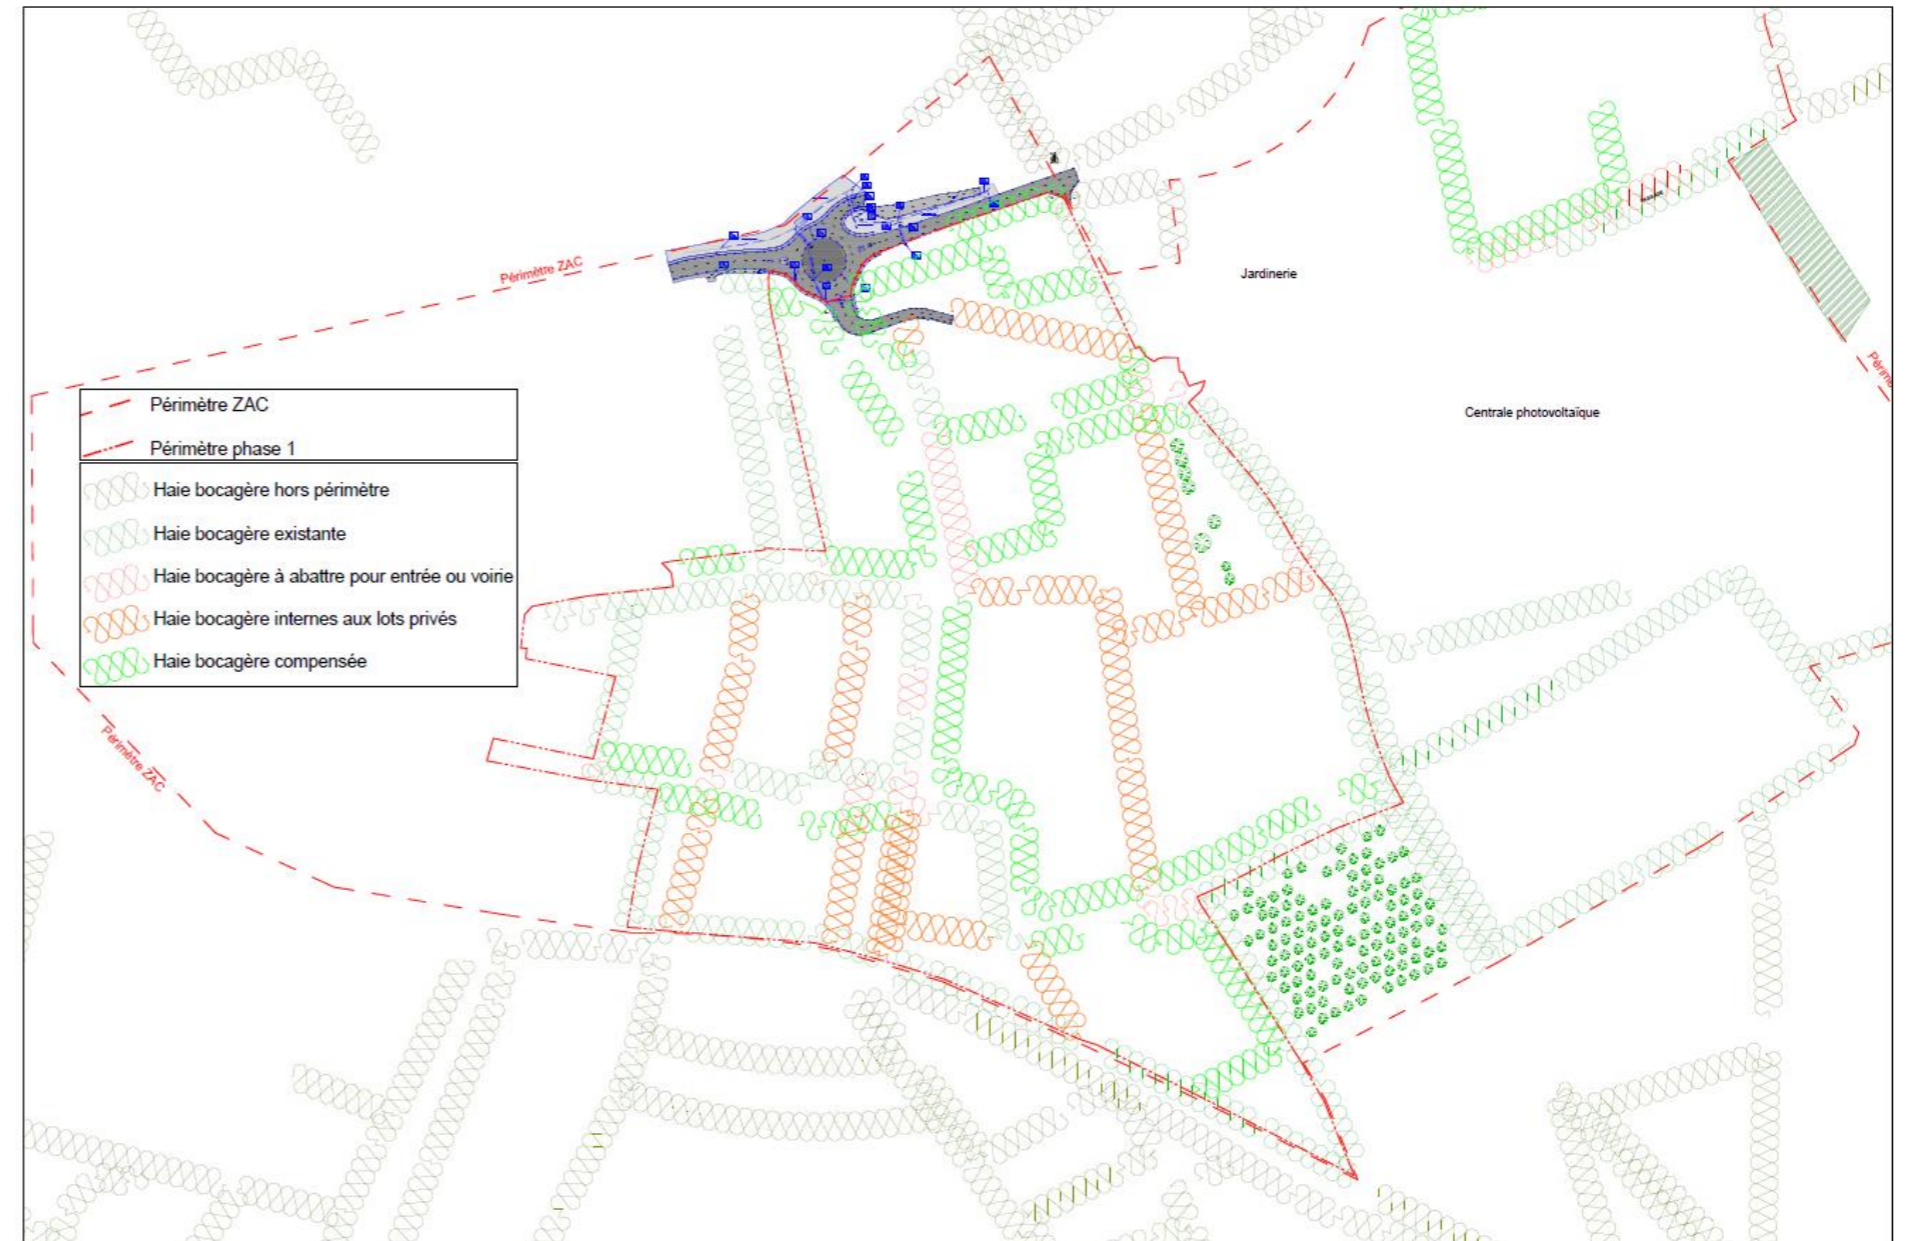 Périmètre ZAC
Jardinerie
Centrale photovoltaïque
Périmètre ZAC
Périmètre phase 1
Haie bocagère hors périmètre
Haie bocagère existante
Haie bocagère à abattre pour entrée ou voirie
Haie bocagère internes aux lots privés
Haie bocagère compensée
Périmètre ZAC